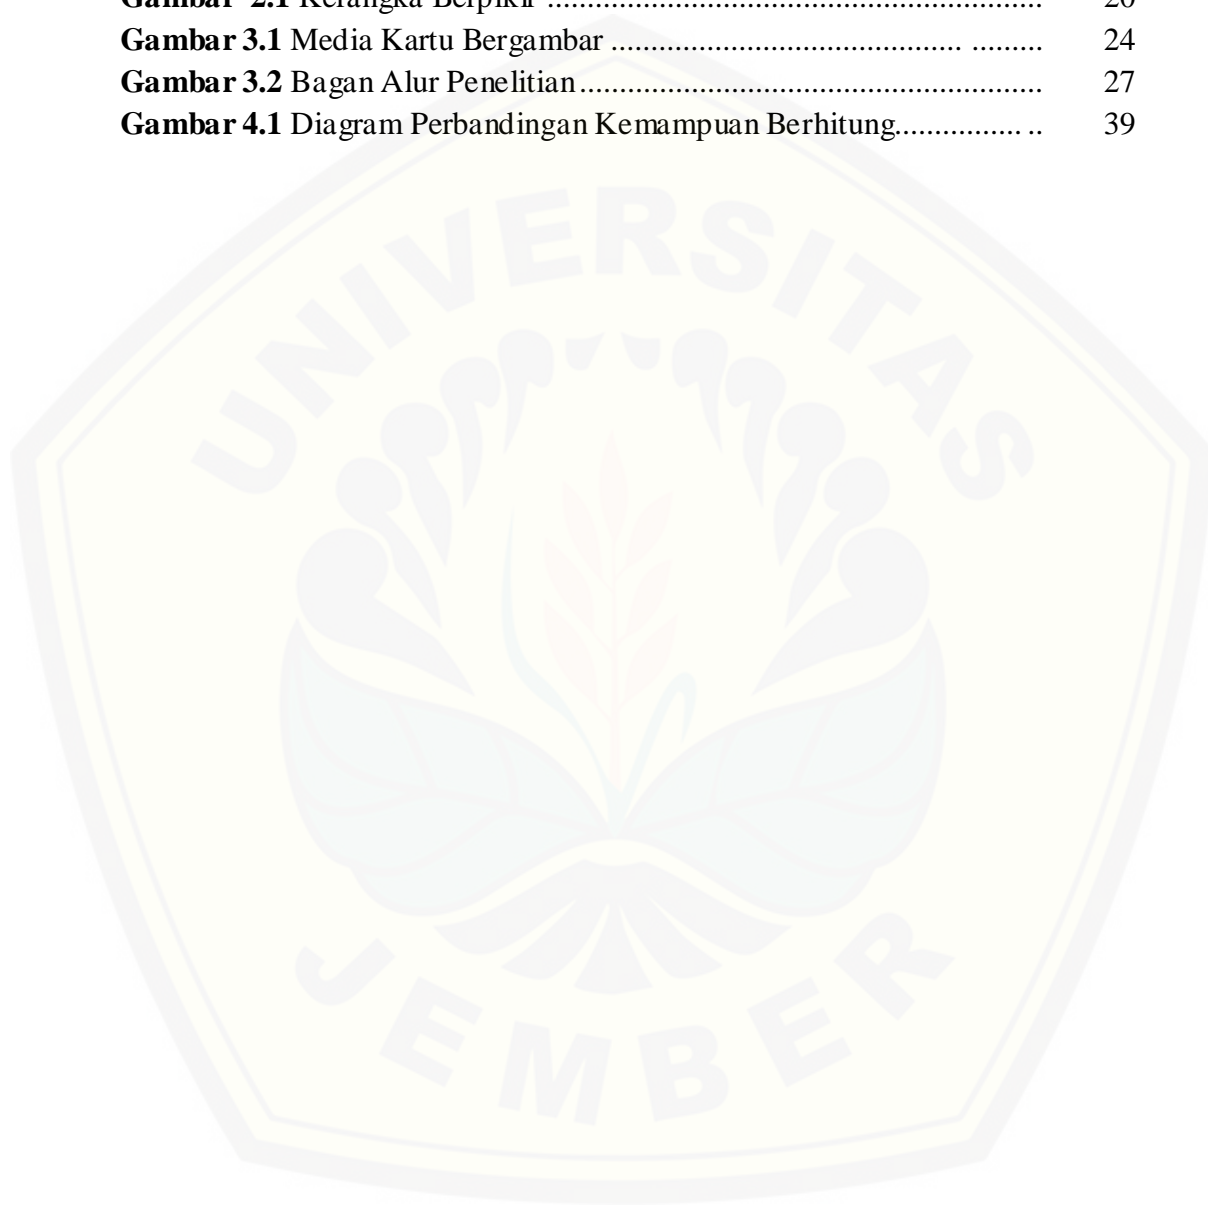 Gambar 2.1 Kerangka Berpikir ............................................................. 20
Gambar 3.1 Media Kartu Bergambar ........................................... ......... 24
Gambar 3.2 Bagan Alur Penelitian......................................................... 27
Gambar 4.1 Diagram Perbandingan Kemampuan Berhitung............... .. 39
UNIVERSITAS
JEMBER